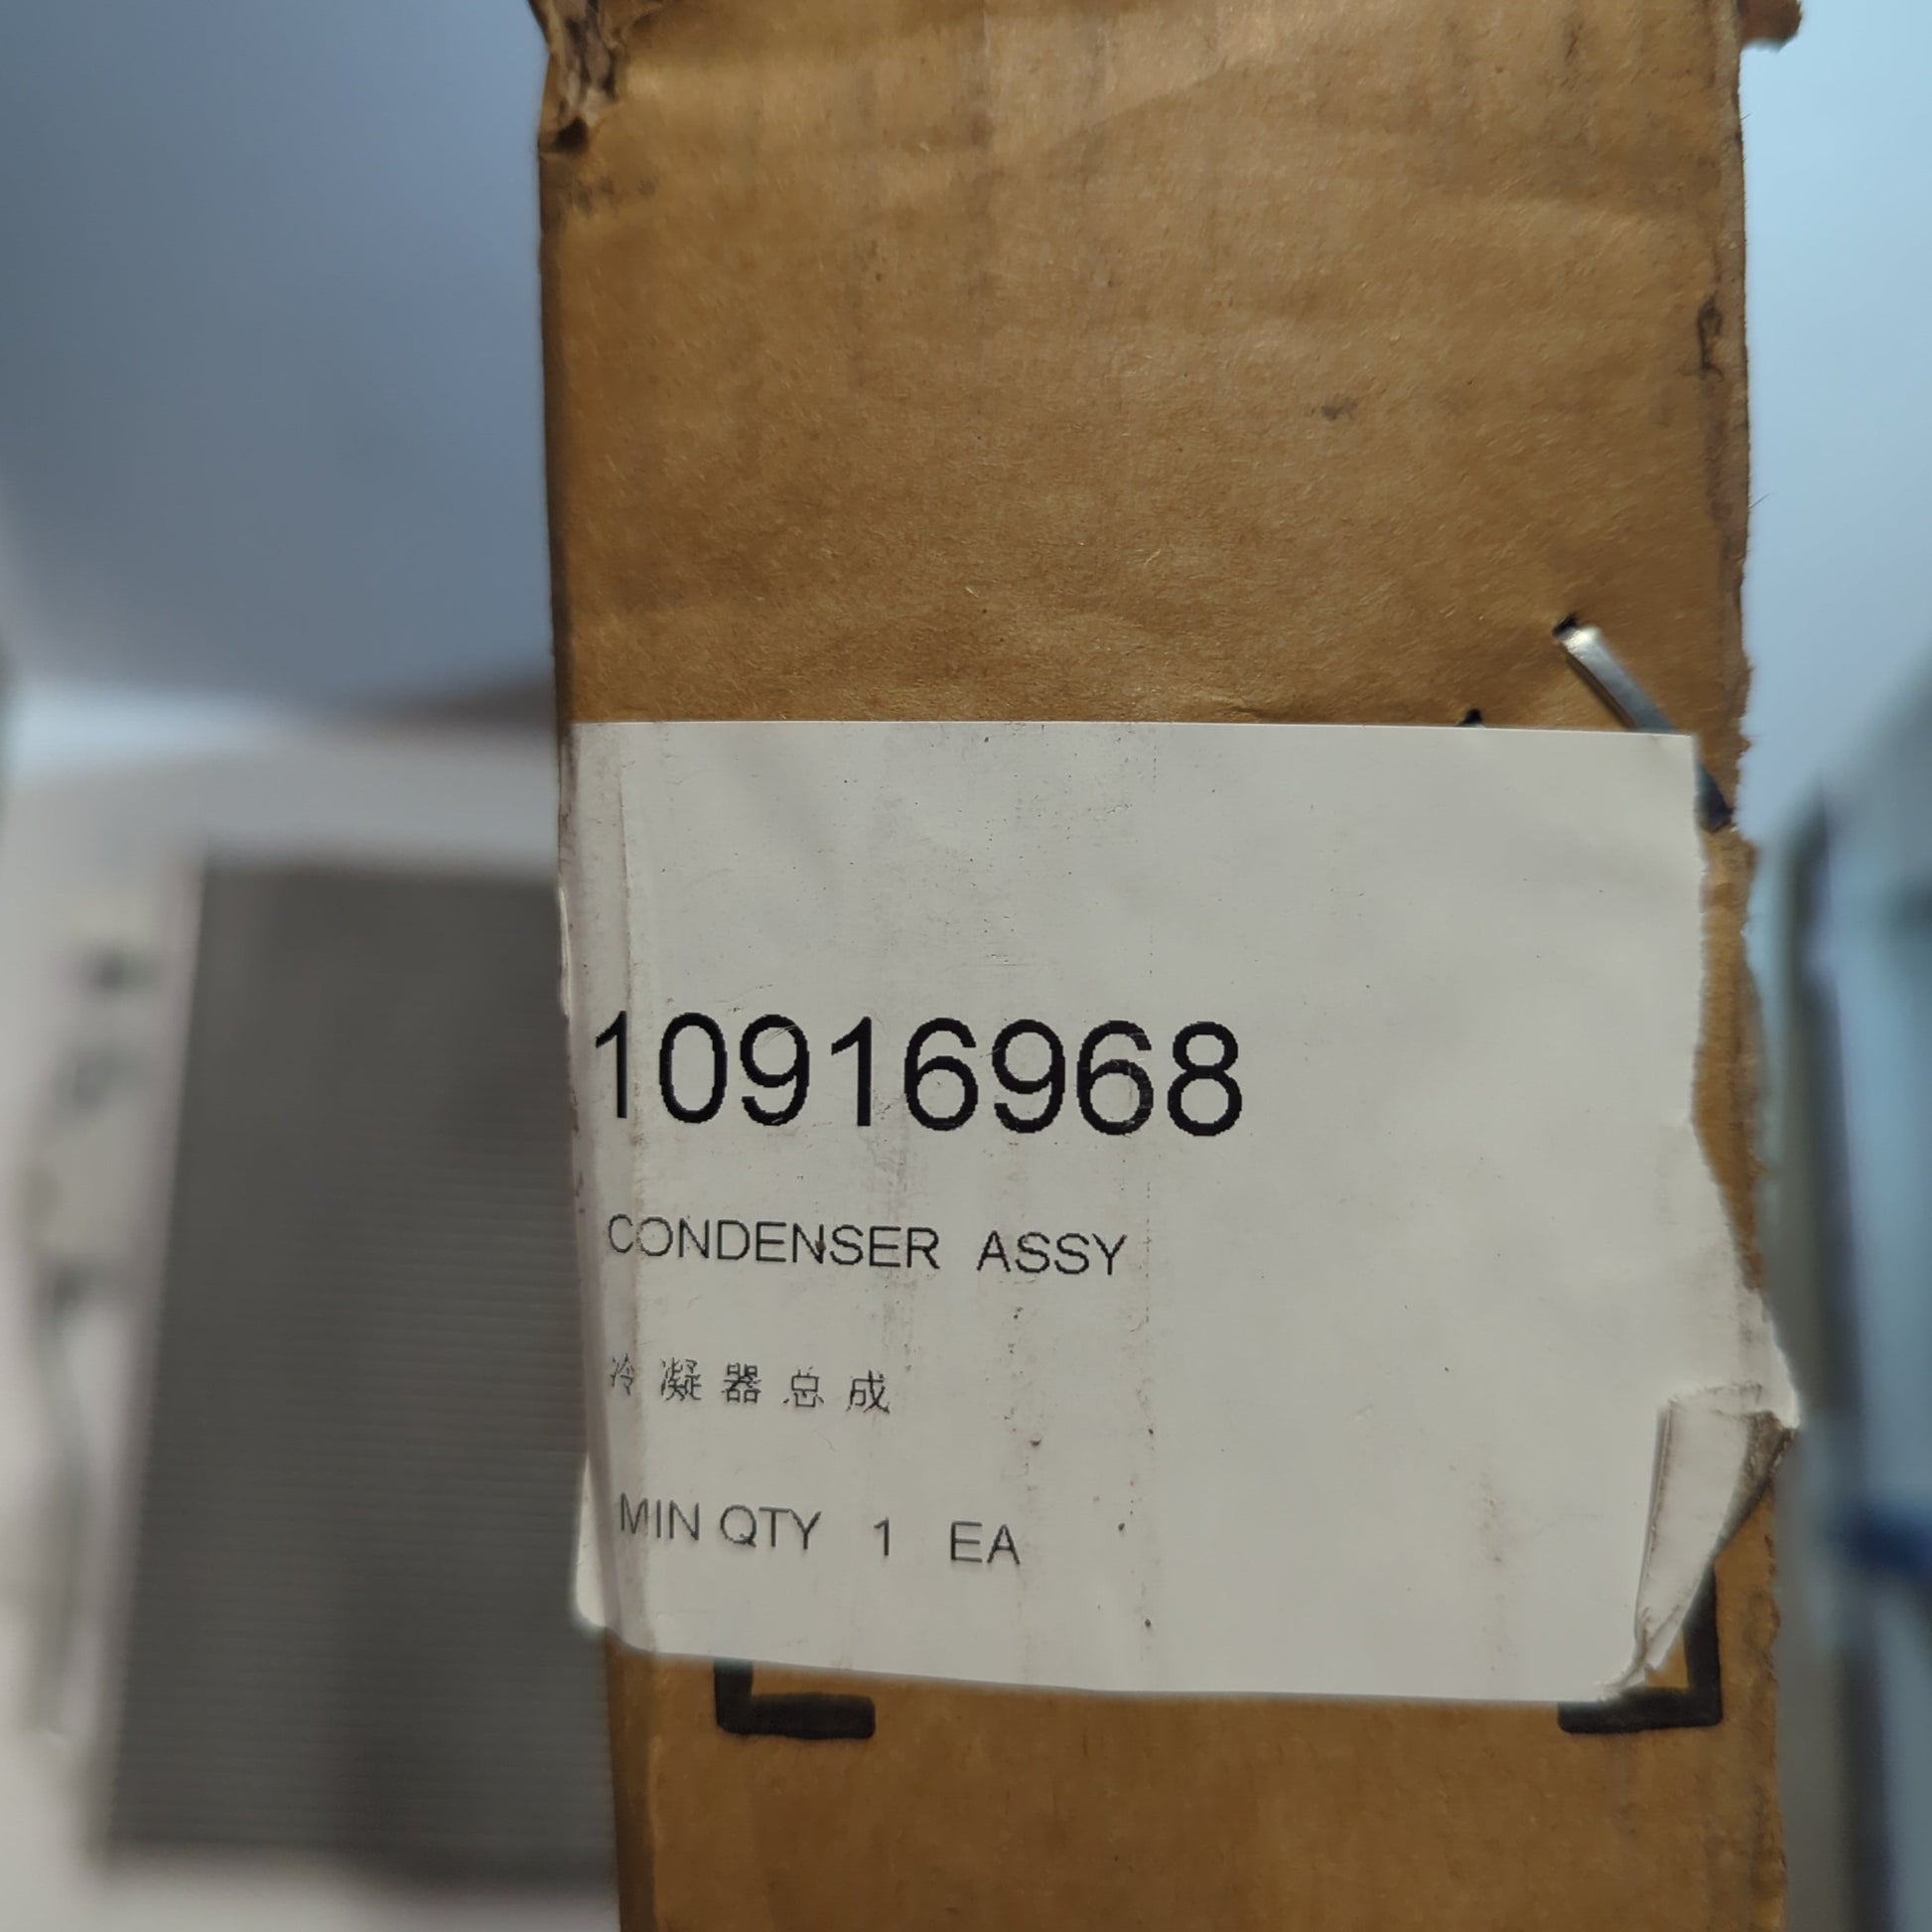 10916968
CONDENSER ASSY
冷凝器总成
MIN QTY 1 EA